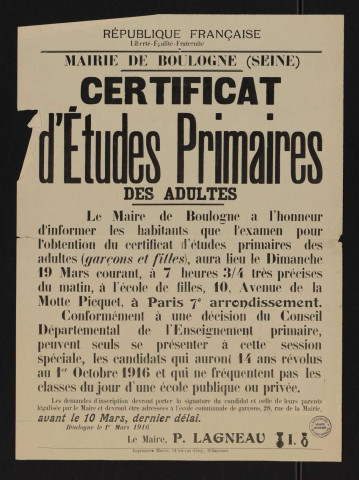 RÉPUBLIQUE FRANÇAISE
Liberté-Égalité-Fraternité
MAIRIE DE BOULOGNE (SEINE)
CERTIFICAT
d'Études Primaires
DES ADULTES
Le Maire de Boulogne a l'honneur
d'informer les habitants que l'examen pour
l'obtention du certificat d'études primaires des
adultes (garçons et filles), aura lieu le Dimanche
19 Mars courant, à 7 heures 3/4 très précises
du matin, à l'école de filles, 10, Avenue de la
Motte Picquet, à Paris 7e arrondissement.
Conformément à une décision du Conseil
Départemental de l'Enseignement primaire,
peuvent seuls se présenter à cette session
spéciale, les candidats qui auront 14 ans révolus
au 1er Octobre 1916 et qui ne fréquentent pas les
classes du jour d'une école publique ou privée.
Les demandes d'inscription devront porter la signature du candidat et celle de leurs parents
légalisée par le Maire et devront être adressées à l'école communale de garçons, 28, rue de la Mairie,
avant le 10 Mars, dernier délai.
Boulogne le 1er Mars 1916
Le Maire, P. LAGNEAU I.